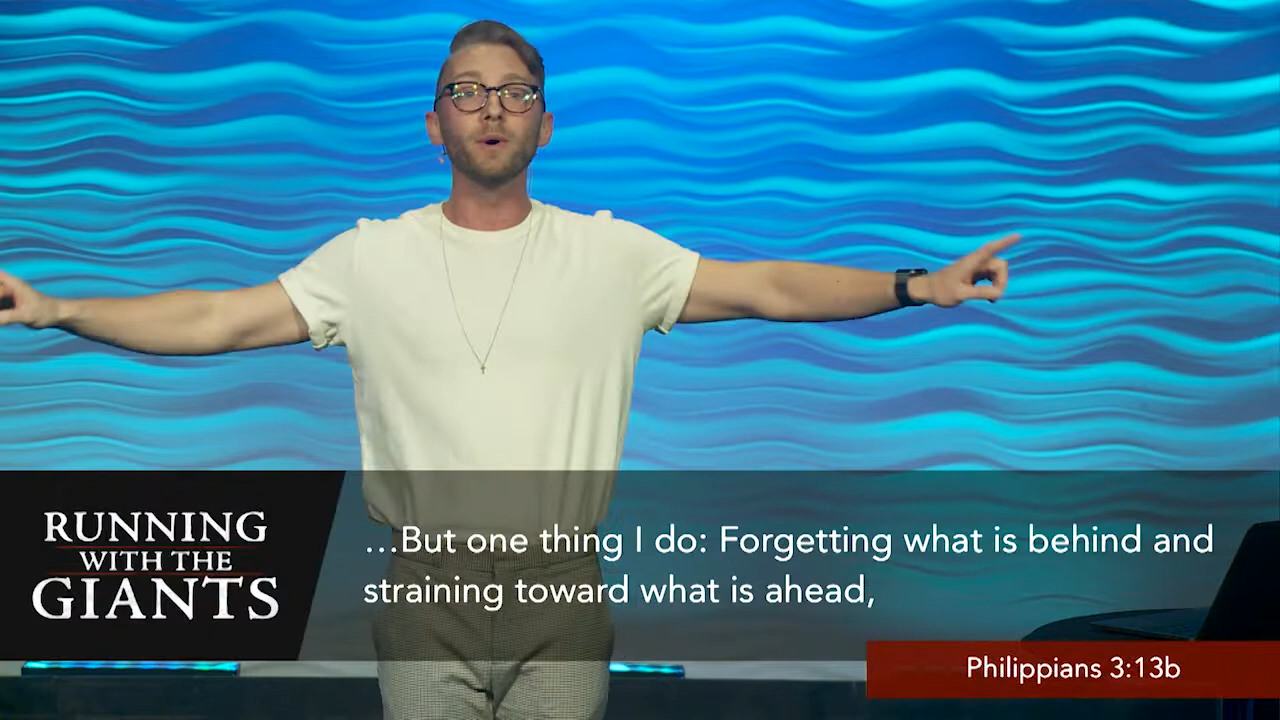 RUNNING
WITH THE
GIANTS
…But one thing I do: Forgetting what is behind and
straining toward what is ahead,
Philippians 3:13b